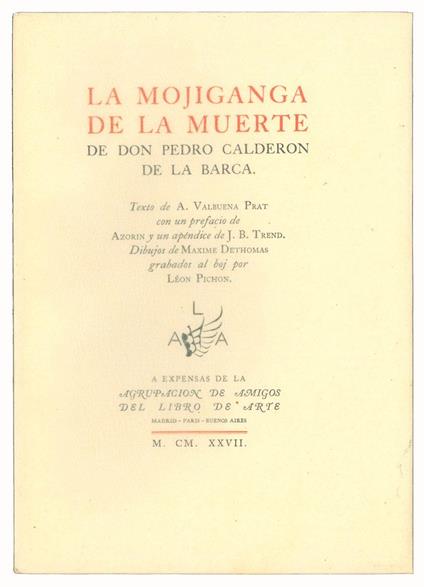 LA MOJIGANGA
DE LA MUERTE
DE DON PEDRO CALDERON
DE LA BARCA.
Texto de A. VALBUENA PRAT
con un prefacio de
AZORIN y un apéndice de J. B. TREND.
Dibujos de MAXIME DETHOMAS
grabados al boj por
LÉON PICHON.
L
A A
A EXPENSAS DE LA
AGRUPACION DE AMIGOS
DEL LIBRO DE ARTE
MADRID - PARIS - BUENOS AIRES
M. CM. XXVII.